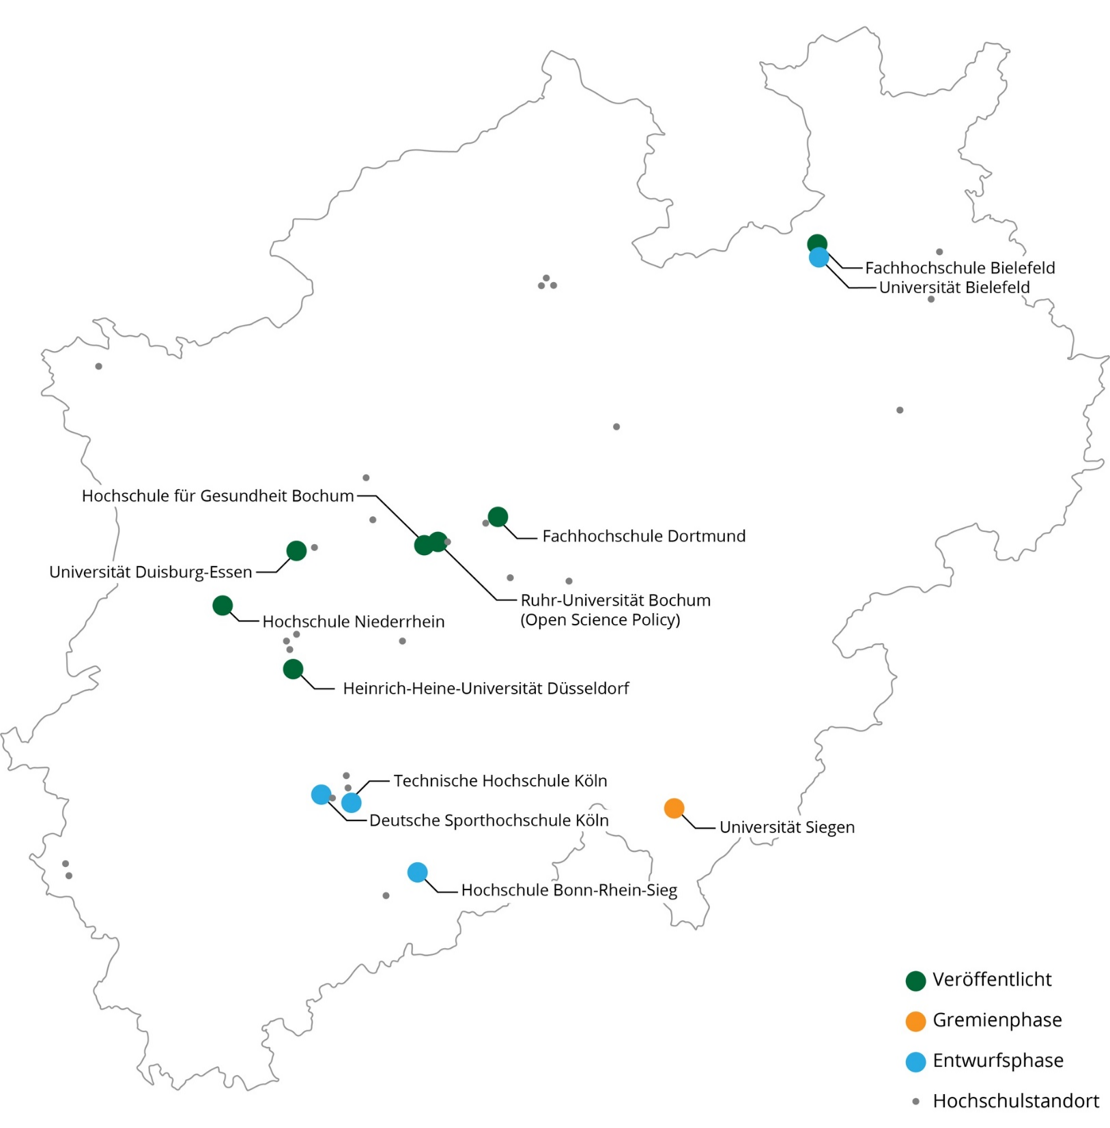 Fachhochschule Bielefeld
Universität Bielefeld
Hochschule für Gesundheit Bochum
Fachhochschule Dortmund
Universität Duisburg-Essen
Ruhr-Universität Bochum
(Open Science Policy)
Hochschule Niederrhein
Heinrich-Heine-Universität Düsseldorf
Technische Hochschule Köln
Deutsche Sporthochschule Köln
Universität Siegen
Hochschule Bonn-Rhein-Sieg
Veröffentlicht
Gremienphase
Entwurfsphase
Hochschulstandort